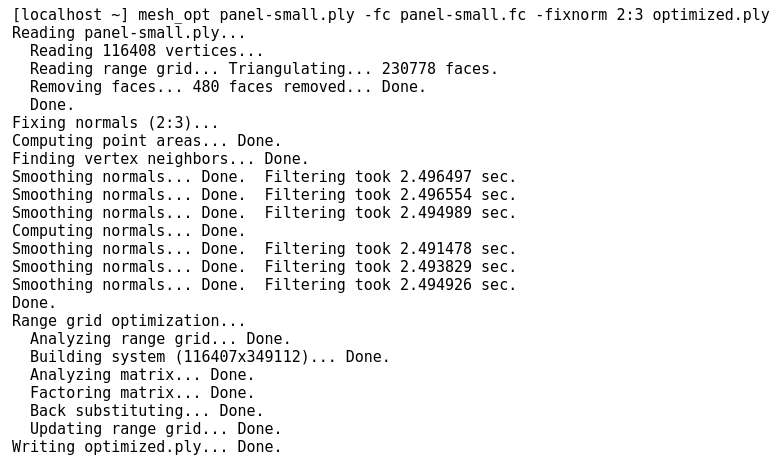 [localhost ~] mesh_opt panel-small.ply -fc panel-small.fc -fixnorm 2:3 optimized.ply
Reading panel-small.ply...
  Reading 116408 vertices...
  Reading range grid... Triangulating... 230778 faces.
  Removing faces... 480 faces removed... Done.
  Done.
Fixing normals (2:3)...
Computing point areas... Done.
Finding vertex neighbors... Done.
Smoothing normals... Done.  Filtering took 2.496497 sec.
Smoothing normals... Done.  Filtering took 2.496554 sec.
Smoothing normals... Done.  Filtering took 2.494989 sec.
Computing normals... Done.
Smoothing normals... Done.  Filtering took 2.491478 sec.
Smoothing normals... Done.  Filtering took 2.493829 sec.
Smoothing normals... Done.  Filtering took 2.494926 sec.
Done.
Range grid optimization...
  Analyzing range grid... Done.
  Building system (116407x349112)... Done.
  Analyzing matrix... Done.
  Factoring matrix... Done.
  Back substituting... Done.
  Updating range grid... Done.
Writing optimized.ply... Done.